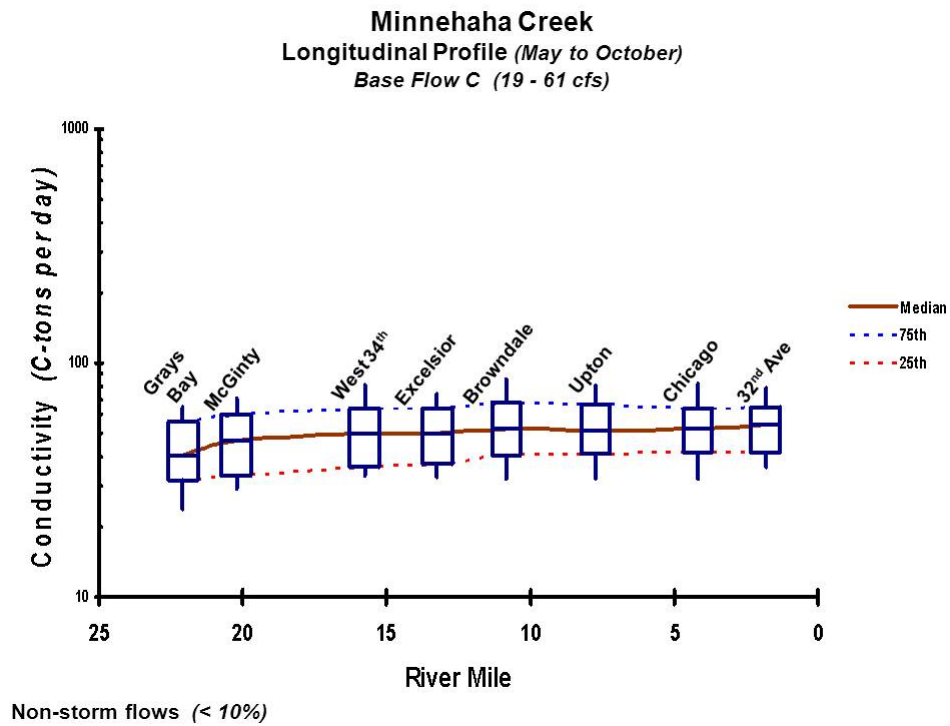 Minnehaha Creek
Longitudinal Profile (May to October)
Base Flow C (19 - 61 cfs)
Conductivity (C-tons per day)
1000
100
10
Grays
Bay
McGinty
West 34th
Excelsior
Browndale
Upton
Chicago
32nd Ave
Median
75th
25th
25
20
15
10
5
0
River Mile
Non-storm flows (< 10%)